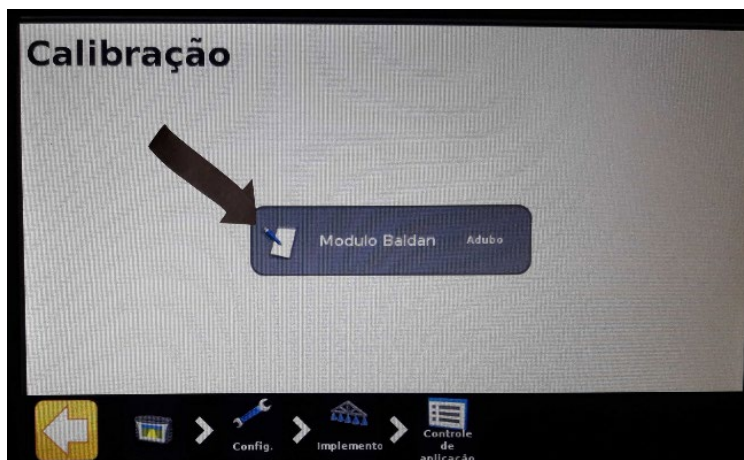 Calibração
Modulo Baldan Adubo
Config.
Implemento
Controle
de
aplicação